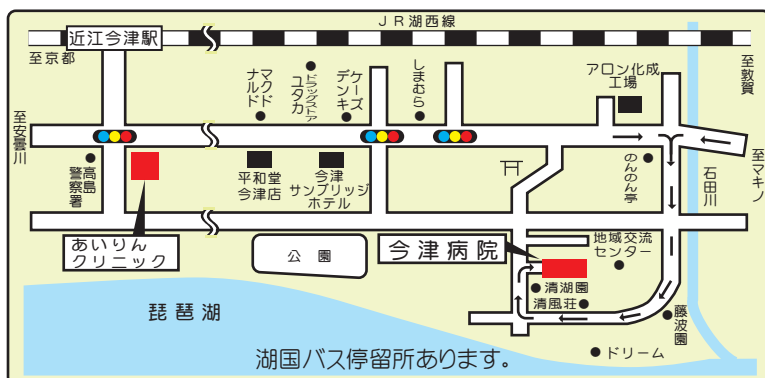 JR湖西線
近江今津駅
至京都
至敦賀
マクド
ナルド
ドラッグストア
ユタカ
ケーズ
デンキ
しまむら
アロン化成
工場
至安曇川
至マキノ
高島
警察署
平和堂
今津店
今津
サンブリッジ
ホテル
のんのん亭
石田川
あいりん
クリニック
公園
今津病院
地域交流
センター
清湖園
清風荘
藤波園
琵琶湖
ドリーム
湖国バス停留所あります。